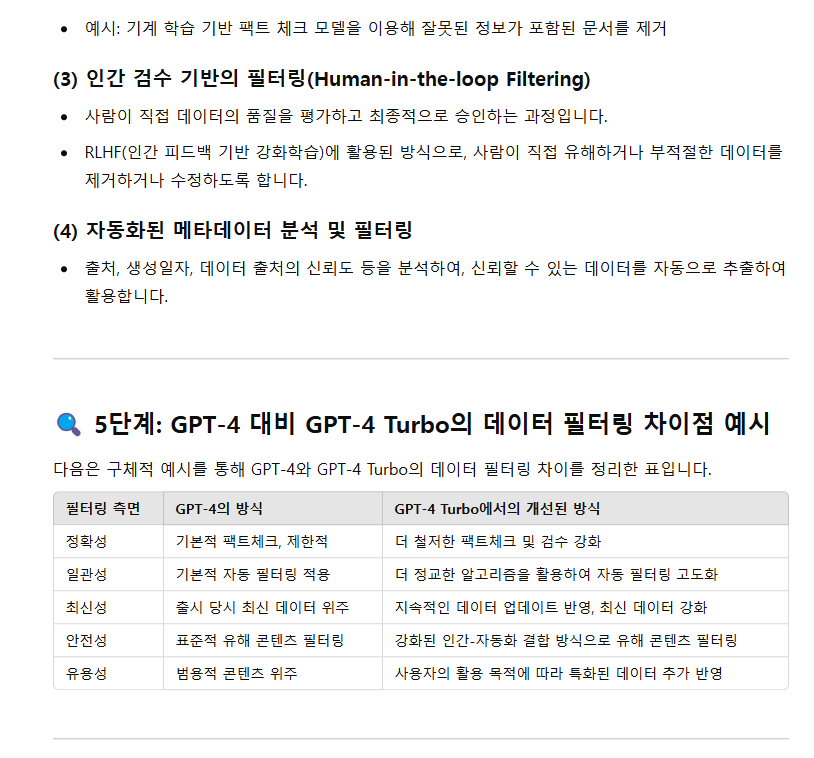 예시: 기계 학습 기반 팩트 체크 모델을 이용해 잘못된 정보가 포함된 문서를 제거
(3) 인간 검수 기반의 필터링(Human-in-the-loop Filtering)
사람이 직접 데이터의 품질을 평가하고 최종적으로 승인하는 과정입니다.
RLHF(인간 피드백 기반 강화학습)에 활용된 방식으로, 사람이 직접 유해하거나 부적절한 데이터를
제거하거나 수정하도록 합니다.
(4) 자동화된 메타데이터 분석 및 필터링
출처, 생성일자, 데이터 출처의 신뢰도 등을 분석하여, 신뢰할 수 있는 데이터를 자동으로 추출하여
활용합니다.
5단계: GPT-4 대비 GPT-4 Turbo의 데이터 필터링 차이점 예시
다음은 구체적 예시를 통해 GPT-4와 GPT-4 Turbo의 데이터 필터링 차이를 정리한 표입니다.
필터링 측면 GPT-4의 방식 GPT-4 Turbo에서의 개선된 방식
정확성 기본적 팩트체크, 제한적 더 철저한 팩트체크 및 검수 강화
일관성 기본적 자동 필터링 적용 더 정교한 알고리즘을 활용하여 자동 필터링 고도화
최신성 출시 당시 최신 데이터 위주 지속적인 데이터 업데이트 반영, 최신 데이터 강화
안전성 표준적 유해 콘텐츠 필터링 강화된 인간-자동화 결합 방식으로 유해 콘텐츠 필터링
유용성 범용적 콘텐츠 위주 사용자의 활용 목적에 따라 특화된 데이터 추가 반영